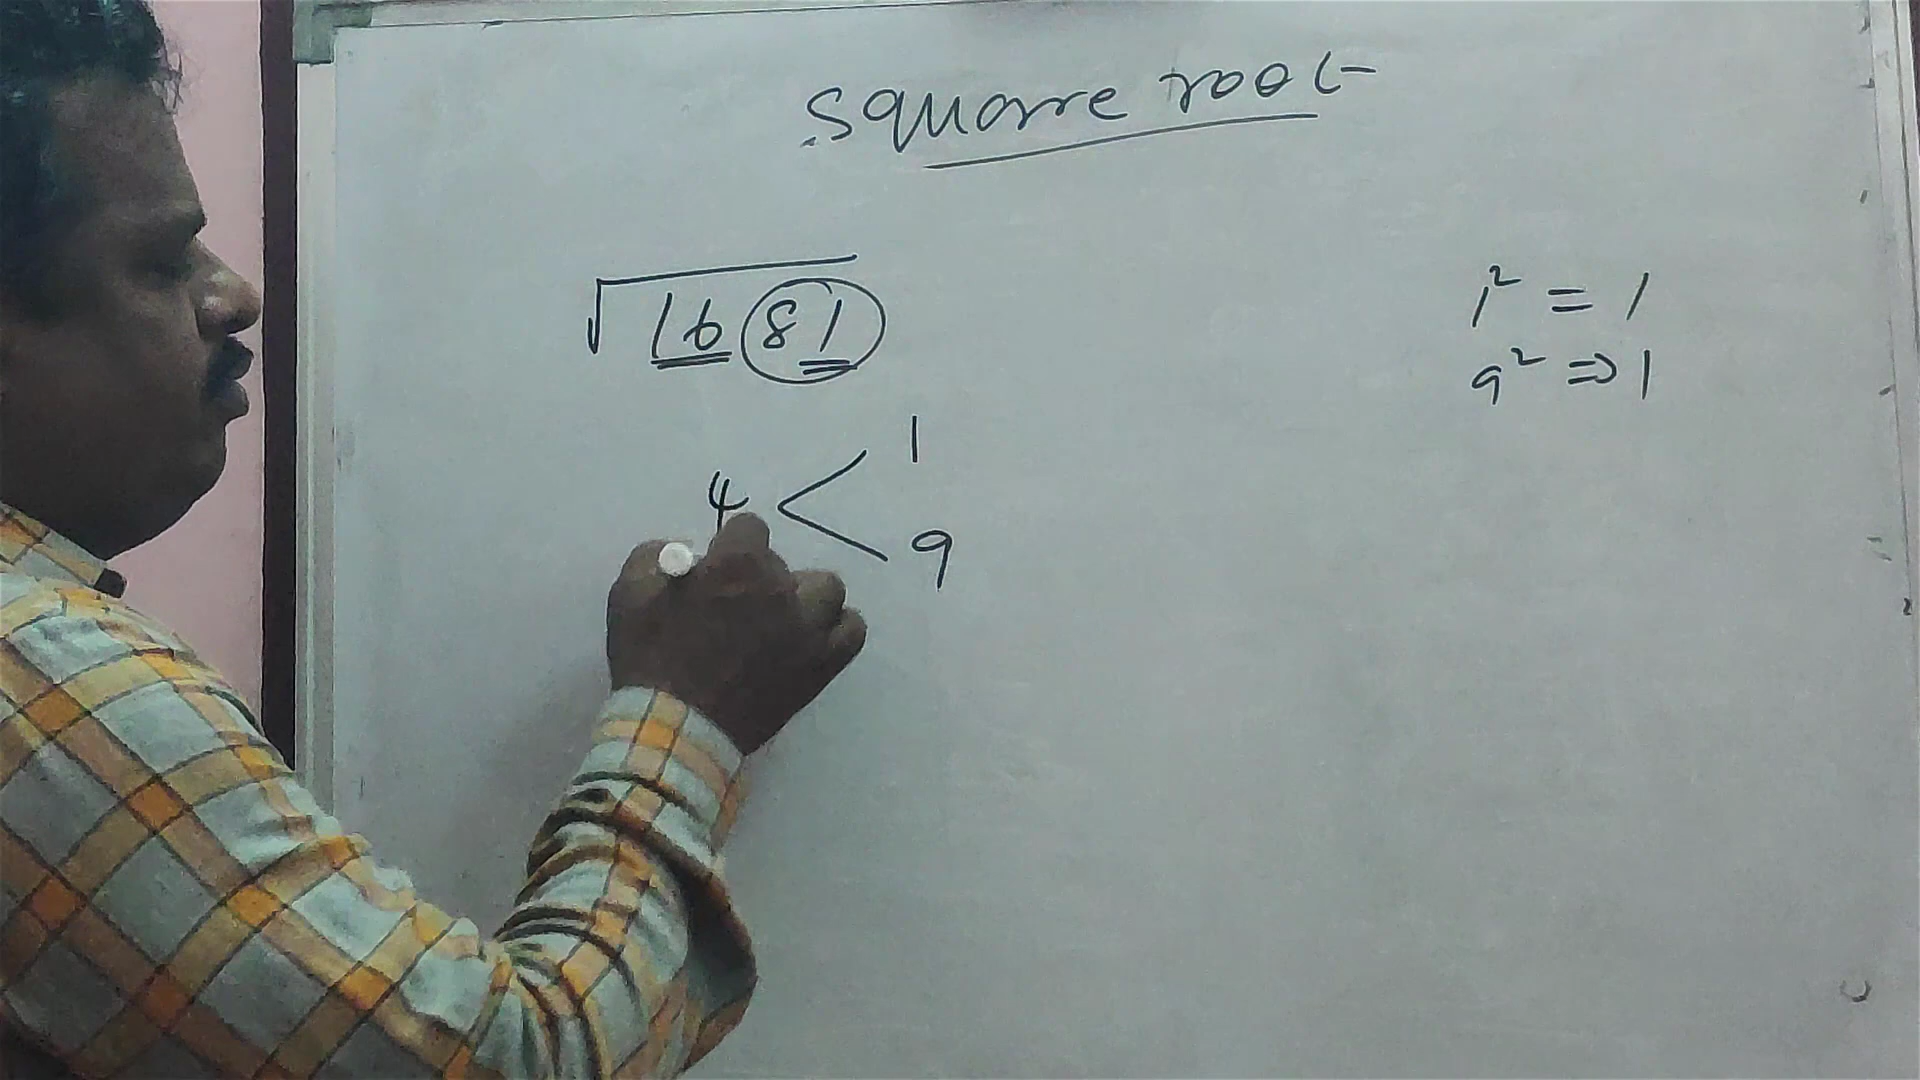 square root
√1681
1² = 1
9² ⇒ 1
4 < 1
9